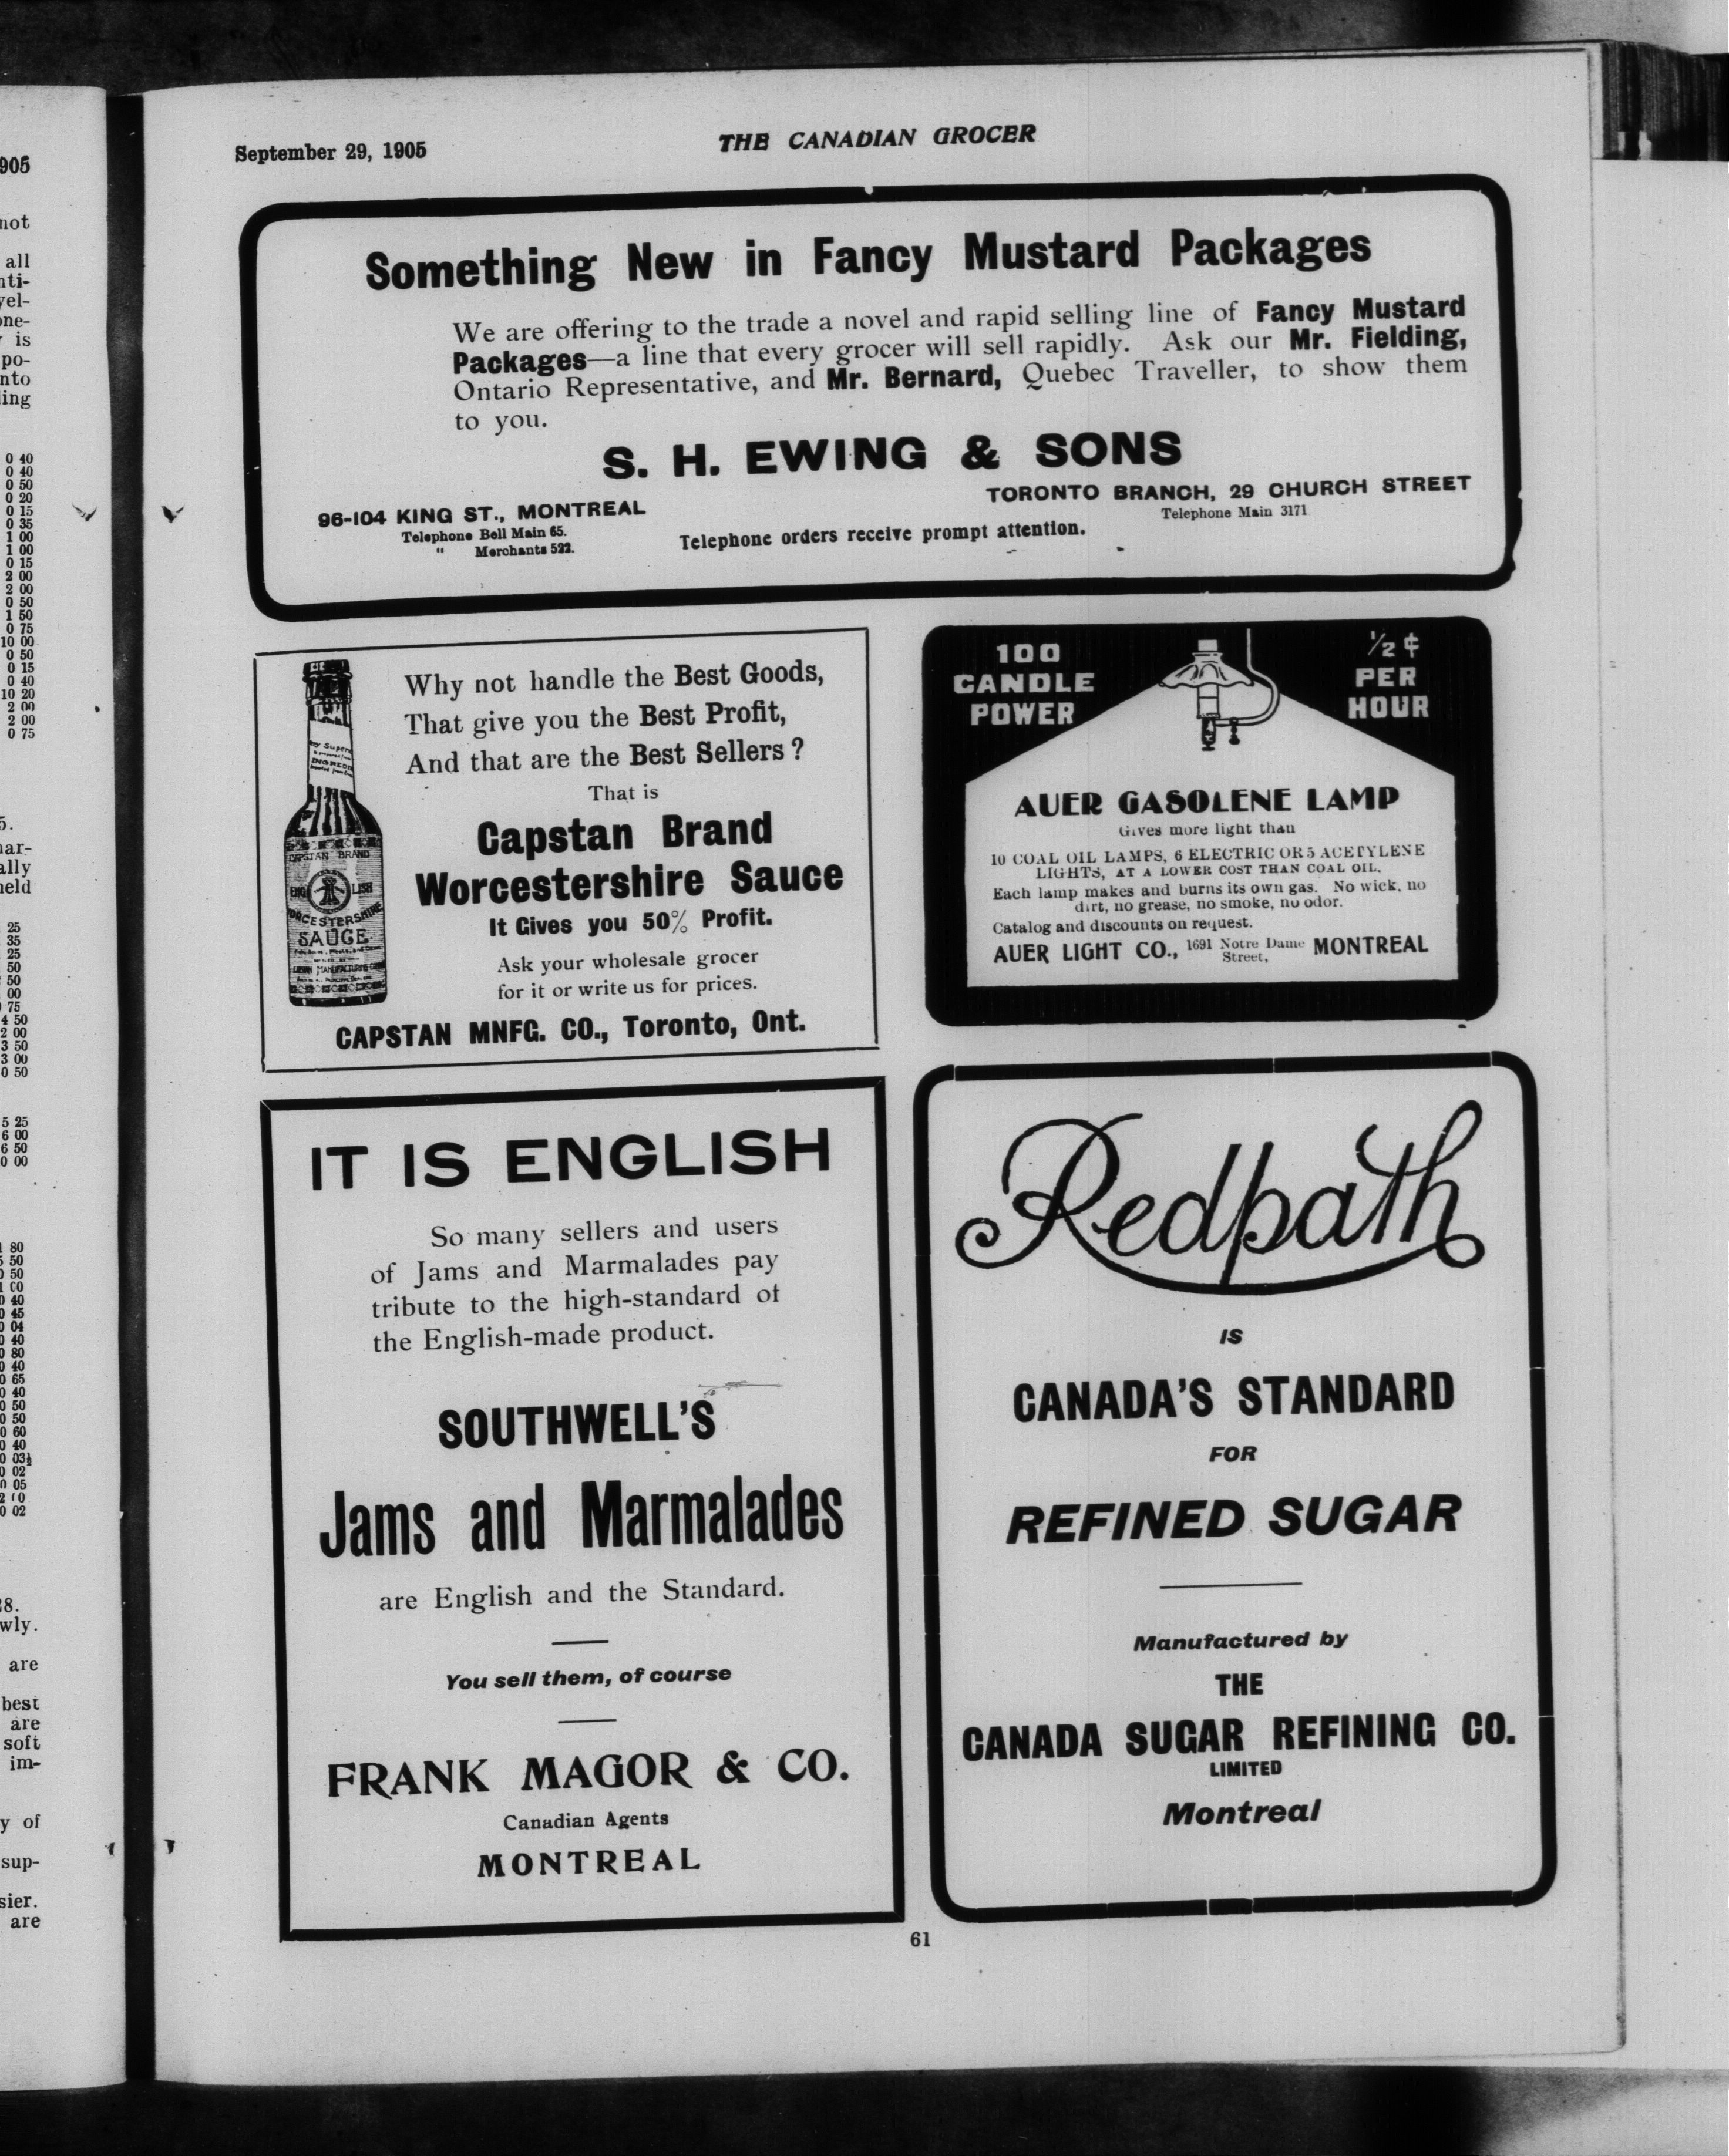 September 29, 1905
THE CANADIAN GROCER
Something New in Fancy Mustard Packages
We are offering to the trade a novel and rapid selling line of Fancy Mustard
Packages—a line that every grocer will sell rapidly. Ask our Mr. Fielding,
Ontario Representative, and Mr. Bernard, Quebec Traveller, to show them
to you.
S. H. EWING & SONS
96-104 KING ST., MONTREAL
Telephone Bell Main 65.
" Merchants 522.
TORONTO BRANCH, 29 CHURCH STREET
Telephone Main 3171
Telephone orders receive prompt attention.
Why not handle the Best Goods,
That give you the Best Profit,
And that are the Best Sellers?
That is
Capstan Brand
Worcestershire Sauce
It Gives you 50% Profit.
Ask your wholesale grocer
for it or write us for prices.
CAPSTAN MNFG. CO., Toronto, Ont.
CAPSTAN BRAND
ENGLISH
WORCESTERSHIRE
SAUCE
100
CANDLE
POWER
½ ¢
PER
HOUR
AUER GASOLENE LAMP
Gives more light than
10 COAL OIL LAMPS, 6 ELECTRIC OR 5 ACETYLENE
LIGHTS, AT A LOWER COST THAN COAL OIL.
Each lamp makes and burns its own gas. No wick, no
dirt, no grease, no smoke, no odor.
Catalog and discounts on request.
AUER LIGHT CO., 1691 Notre Dame Street, MONTREAL
IT IS ENGLISH
So many sellers and users
of Jams and Marmalades pay
tribute to the high-standard of
the English-made product.
SOUTHWELL'S
Jams and Marmalades
are English and the Standard.
You sell them, of course
FRANK MAGOR & CO.
Canadian Agents
MONTREAL
Redpath
IS
CANADA'S STANDARD
FOR
REFINED SUGAR
Manufactured by
THE
CANADA SUGAR REFINING CO.
LIMITED
Montreal
61